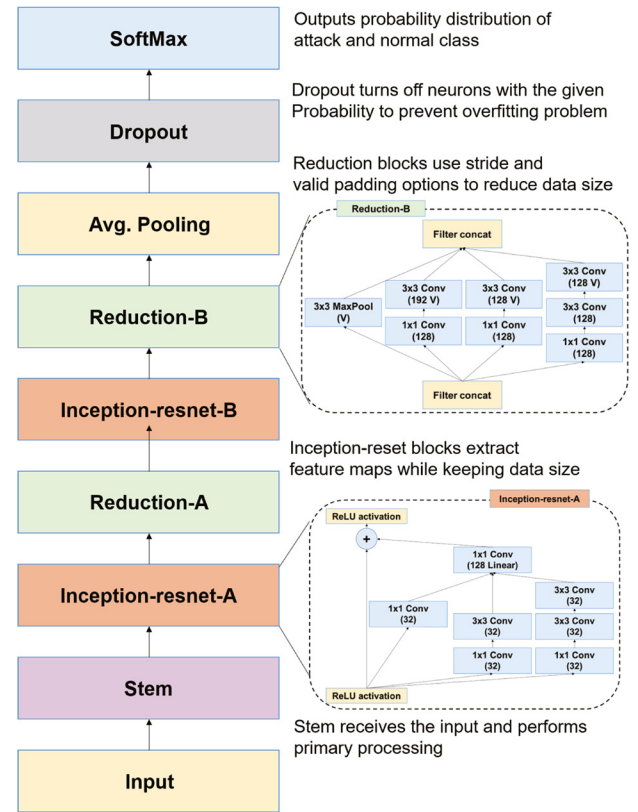 SoftMax
Outputs probability distribution of
attack and normal class
Dropout
Dropout turns off neurons with the given
Probability to prevent overfitting problem
Avg. Pooling
Reduction blocks use stride and
valid padding options to reduce data size
Reduction-B
Reduction-B
Filter concat
3x3 MaxPool
(V)
3x3 Conv
(192 V)
1x1 Conv
(128)
3x3 Conv
(128 V)
1x1 Conv
(128)
3x3 Conv
(128 V)
3x3 Conv
(128)
1x1 Conv
(128)
Filter concat
Inception-resnet-B
Reduction-A
Inception-reset blocks extract
feature maps while keeping data size
Inception-resnet-A
Inception-resnet-A
ReLU activation
+
1x1 Conv
(128 Linear)
1x1 Conv
(32)
3x3 Conv
(32)
1x1 Conv
(32)
3x3 Conv
(32)
3x3 Conv
(32)
1x1 Conv
(32)
ReLU activation
Stem
Stem receives the input and performs
primary processing
Input